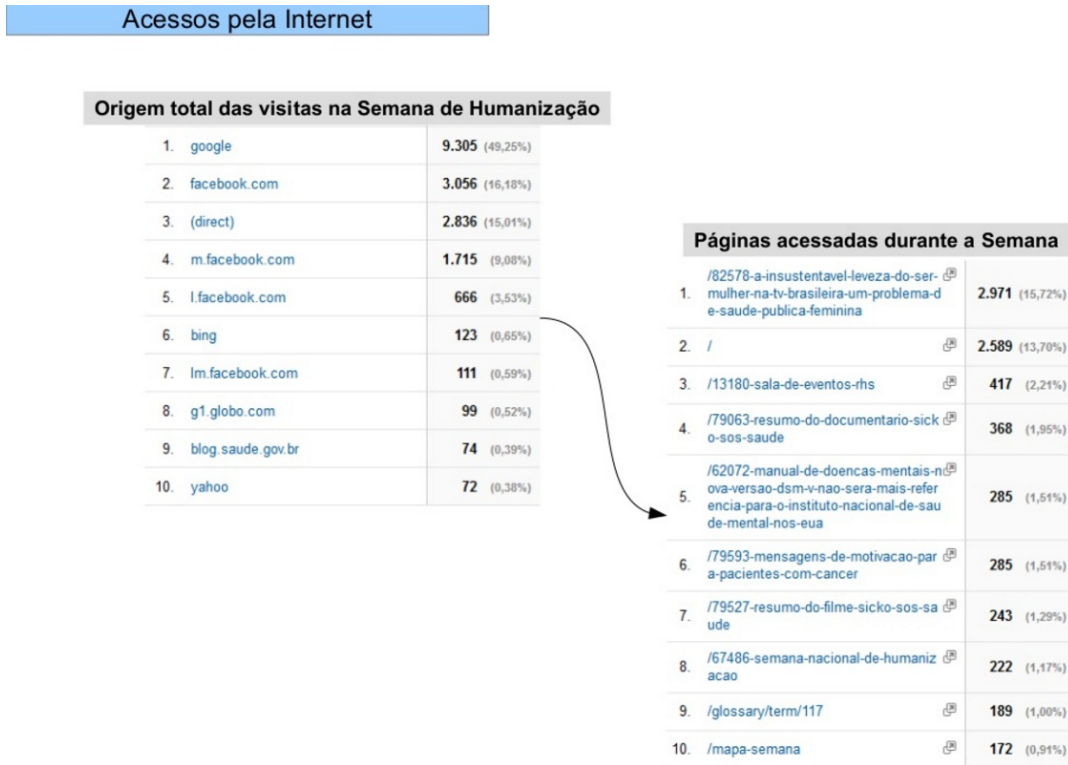 Acessos pela Internet
Origem total das visitas na Semana de Humanização
1. google 9.305 (49,25%)
2. facebook.com 3.056 (16,18%)
3. (direct) 2.836 (15,01%)
4. m.facebook.com 1.715 (9,08%)
5. l.facebook.com 666 (3,53%)
6. bing 123 (0,65%)
7. lm.facebook.com 111 (0,59%)
8. g1.globo.com 99 (0,52%)
9. blog.saude.gov.br 74 (0,39%)
10. yahoo 72 (0,38%)
Páginas acessadas durante a Semana
/82578-a-insustentavel-leveza-do-ser-
1. mulher-na-tv-brasileira-um-problema-d 2.971 (15,72%)
e-saude-publica-feminina
2. / 2.589 (13,70%)
3. /13180-sala-de-eventos-rhs 417 (2,21%)
4. /79063-resumo-do-documentario-sick 368 (1,95%)
o-sos-saude
/62072-manual-de-doencas-mentais-n
ova-versao-dsm-v-nao-sera-mais-refer
5. encia-para-o-instituto-nacional-de-sau 285 (1,51%)
de-mental-nos-eua
6. /79593-mensagens-de-motivacao-par 285 (1,51%)
a-pacientes-com-cancer
7. /79527-resumo-do-filme-sicko-sos-sa 243 (1,29%)
ude
8. /67486-semana-nacional-de-humaniz 222 (1,17%)
acao
9. /glossary/term/117 189 (1,00%)
10. /mapa-semana 172 (0,91%)